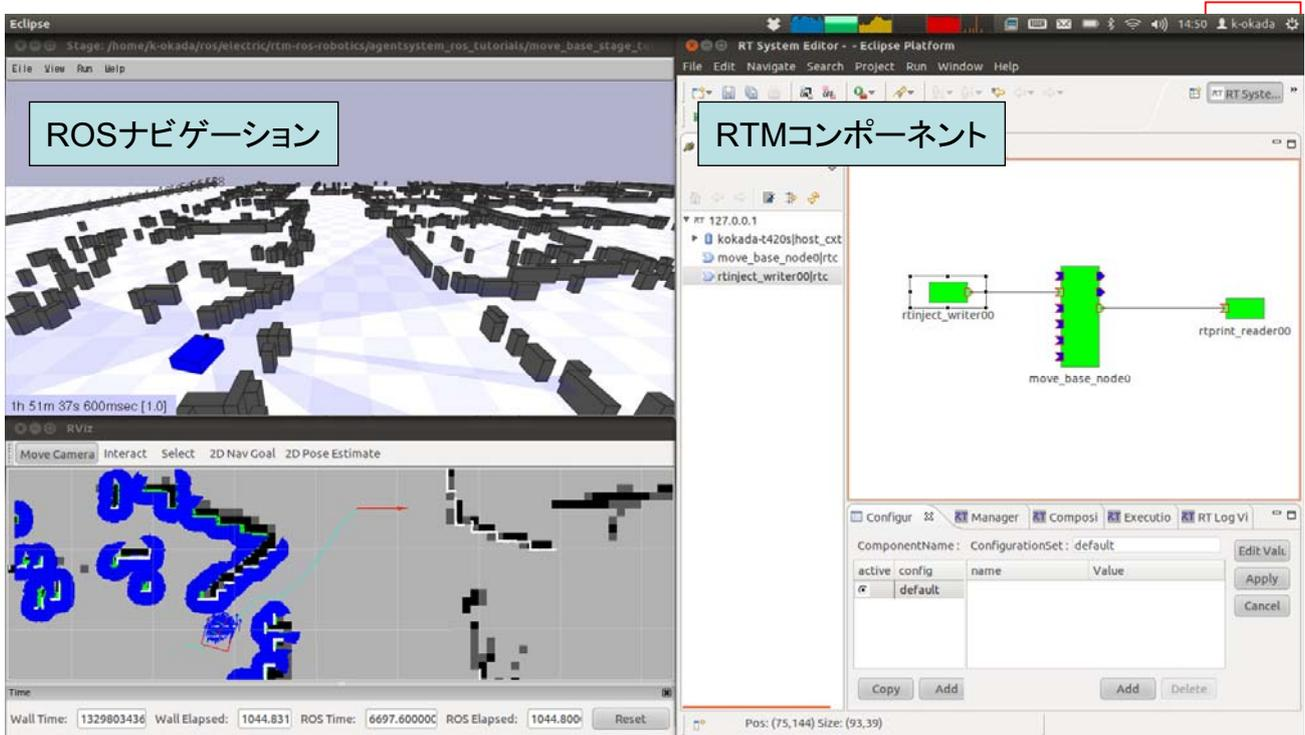 Eclipse
14:50 k-okada
Stage: /home/k-okada/ros/electric/rtm-ros-robotics/agentsystem_ros_tutorials/move_base_stage_tu
File View Run Help
ROSナビゲーション
1h 51m 37s 600msec [1.0]
RViz
Move Camera Interact Select 2D Nav Goal 2D Pose Estimate
Time
Wall Time: 1329803436 Wall Elapsed: 1044.831 ROS Time: 6697.600000 ROS Elapsed: 1044.800 Reset
RT System Editor - - Eclipse Platform
File Edit Navigate Search Project Run Window Help
RT Syste...
RTMコンポーネント
127.0.0.1
kokada-t420s|host_cxt
move_base_node0|rtc
rtinject_writer00|rtc
rtinject_writer00
rtprint_reader00
move_base_node0
Configur Manager Composi Executio RT Log Vi
ComponentName: ConfigurationSet: default
Edit Valu
active config name Value
Apply
default
Cancel
Copy Add Add Delete
Pos: (75,144) Size: (93,39)